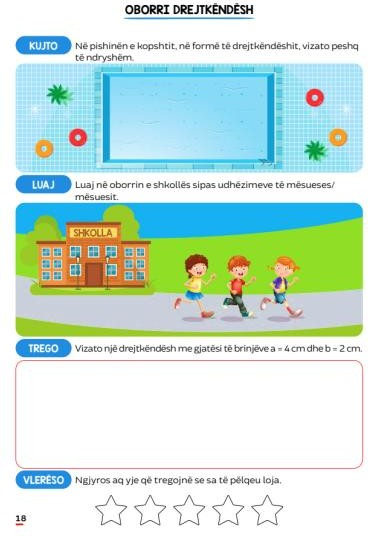 OBORRI DREJTKËNDËSH
KUJTO Në pishinën e kopshtit, në formë të drejtkëndëshit, vizato peshq
të ndryshëm.
LUAJ Luaj në oborrin e shkollës sipas udhëzimeve të mësueses/
mësuesit.
SHKOLLA
TREGO Vizato një drejtkëndësh me gjatësi të brinjëve a = 4 cm dhe b = 2 cm.
VLERËSO Ngjyros aq yje që tregojnë se sa të pëlqeu loja.
18